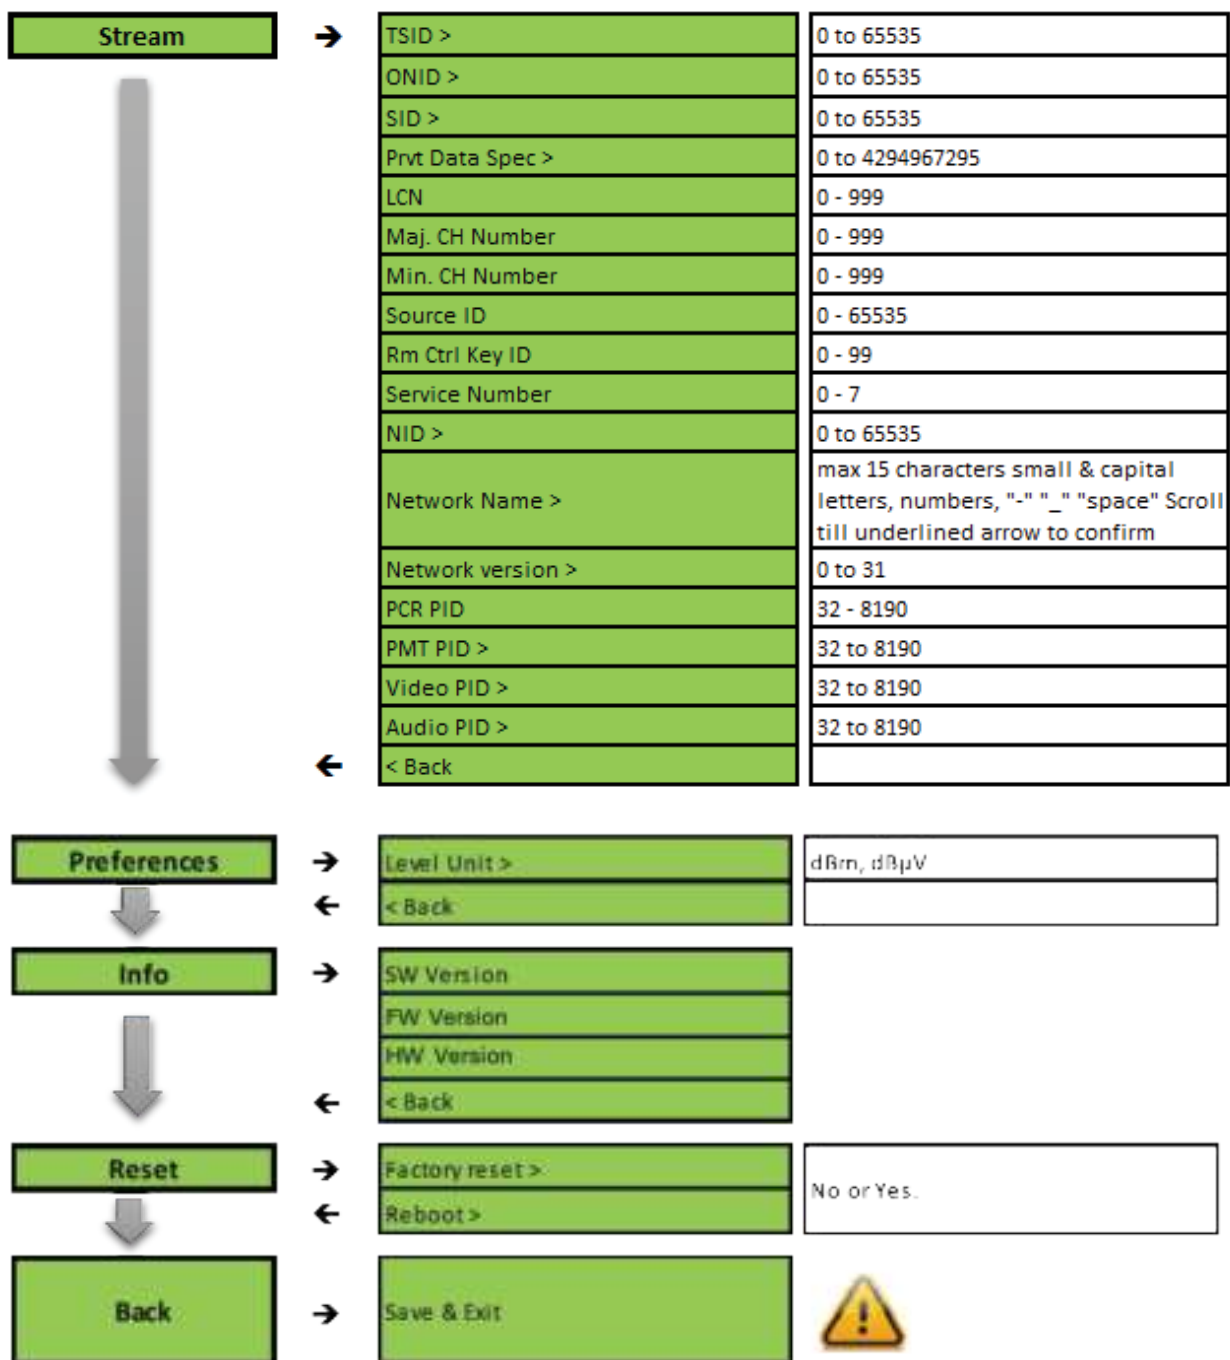 Stream → TSID > 0 to 65535
ONID > 0 to 65535
SID > 0 to 65535
Prvt Data Spec > 0 to 4294967295
LCN 0 - 999
Maj. CH Number 0 - 999
Min. CH Number 0 - 999
Source ID 0 - 65535
Rm Ctrl Key ID 0 - 99
Service Number 0 - 7
NID > 0 to 65535
Network Name > max 15 characters small & capital
letters, numbers, "-" "_" "space" Scroll
till underlined arrow to confirm
Network version > 0 to 31
PCR PID 32 - 8190
PMT PID > 32 to 8190
Video PID > 32 to 8190
Audio PID > 32 to 8190
← < Back
Preferences → Level Unit > dBm, dBµV
← < Back
Info → SW Version
FW Version
HW Version
← < Back
Reset → Factory reset > No or Yes.
← Reboot >
Back → Save & Exit